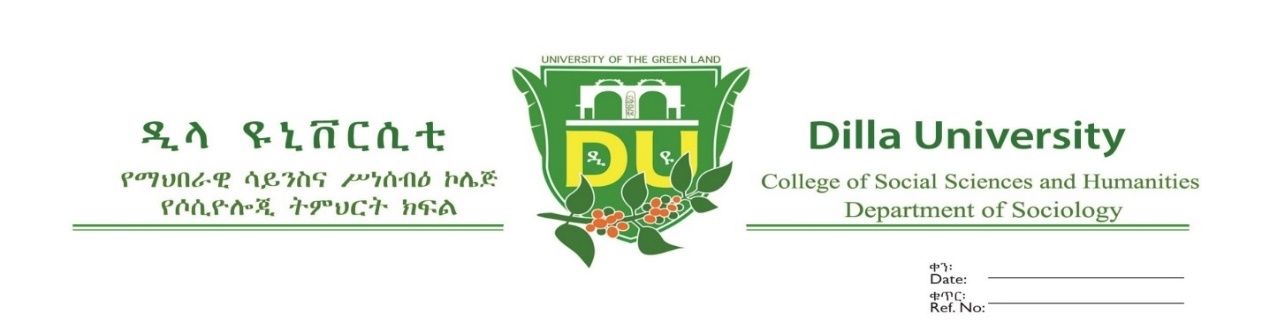 ዲላ ዩኒቨርሲቲ
የማህበራዊ ሳይንስና ሥነሰብዕ ኮሌጅ
የሶሲዮሎጂ ትምህርት ክፍል
UNIVERSITY OF THE GREEN LAND
DU
ዲ. ዩ.
Dilla University
College of Social Sciences and Humanities
Department of Sociology
ቀን፡
Date:
ቁጥር፡
Ref. No: